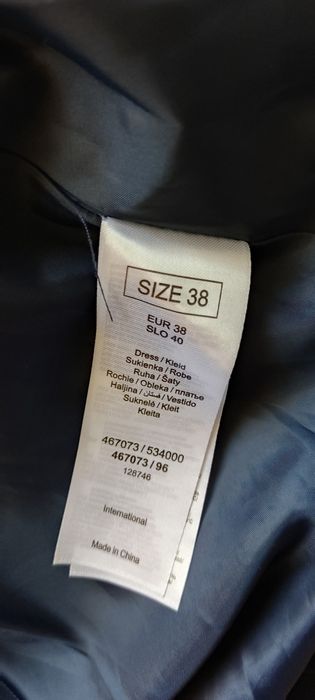 SIZE 38
EUR 38
SLO 40
Dress / Kleid
Sukienka / Robe
Ruha / Šaty
Rochie / Obleka / платье
Haljina / فستان / Vestido
Suknelė / Kleit
Kleita
467073 / 534000
467073 / 96
128746
International
Made in China